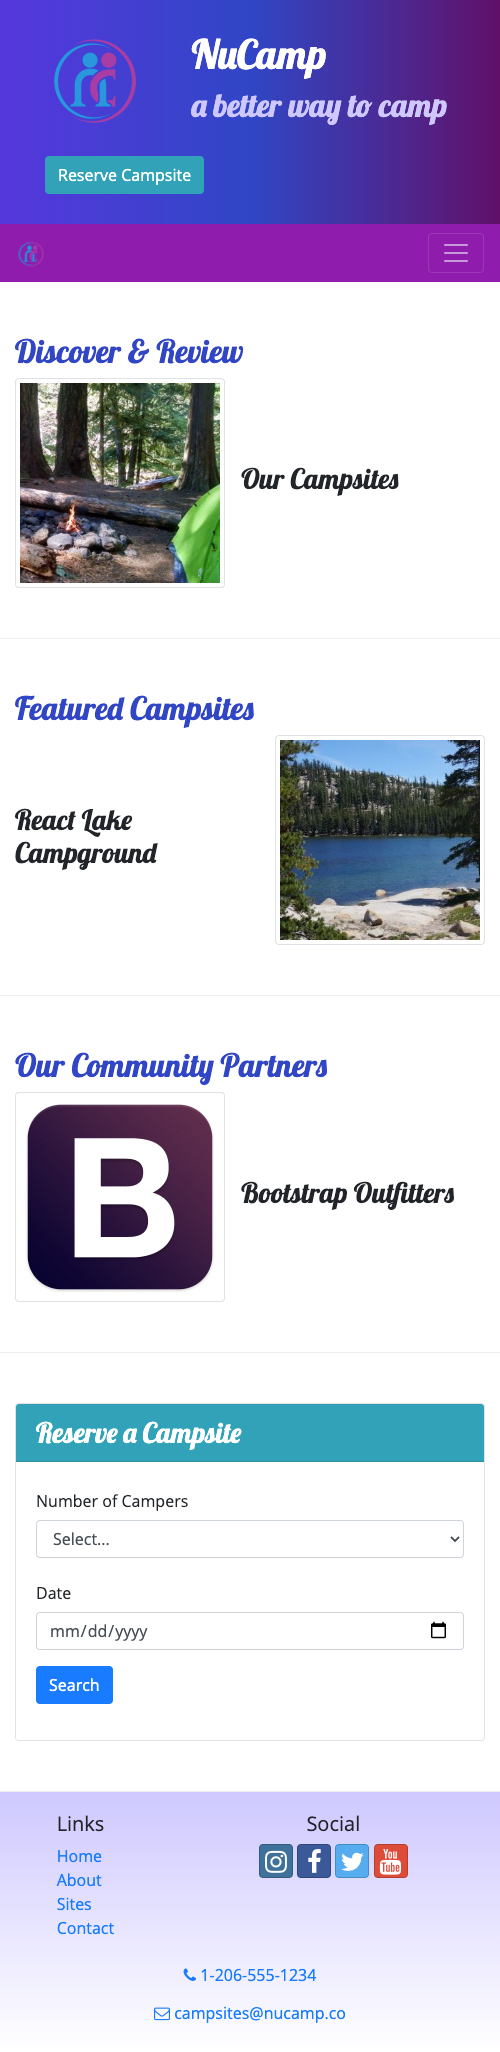 NuCamp
a better way to camp
Reserve Campsite
Discover & Review
Our Campsites
Featured Campsites
React Lake
Campground
Our Community Partners
B
Bootstrap Outfitters
Reserve a Campsite
Number of Campers
Select...
Date
mm/dd/yyyy
Search
Links
Home
About
Sites
Contact
Social
You
Tube
1-206-555-1234
campsites@nucamp.co